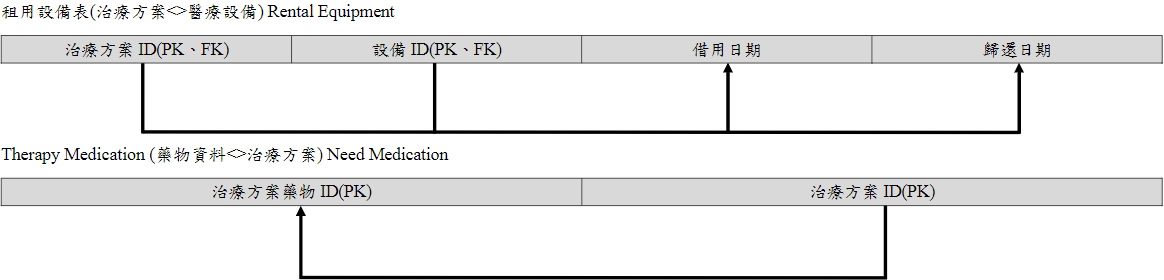 租用設備表(治療方案<>醫療設備) Rental Equipment
治療方案 ID(PK、FK) 設備 ID(PK、FK) 借用日期 歸還日期
Therapy Medication (藥物資料<>治療方案) Need Medication
治療方案藥物 ID(PK) 治療方案 ID(PK)